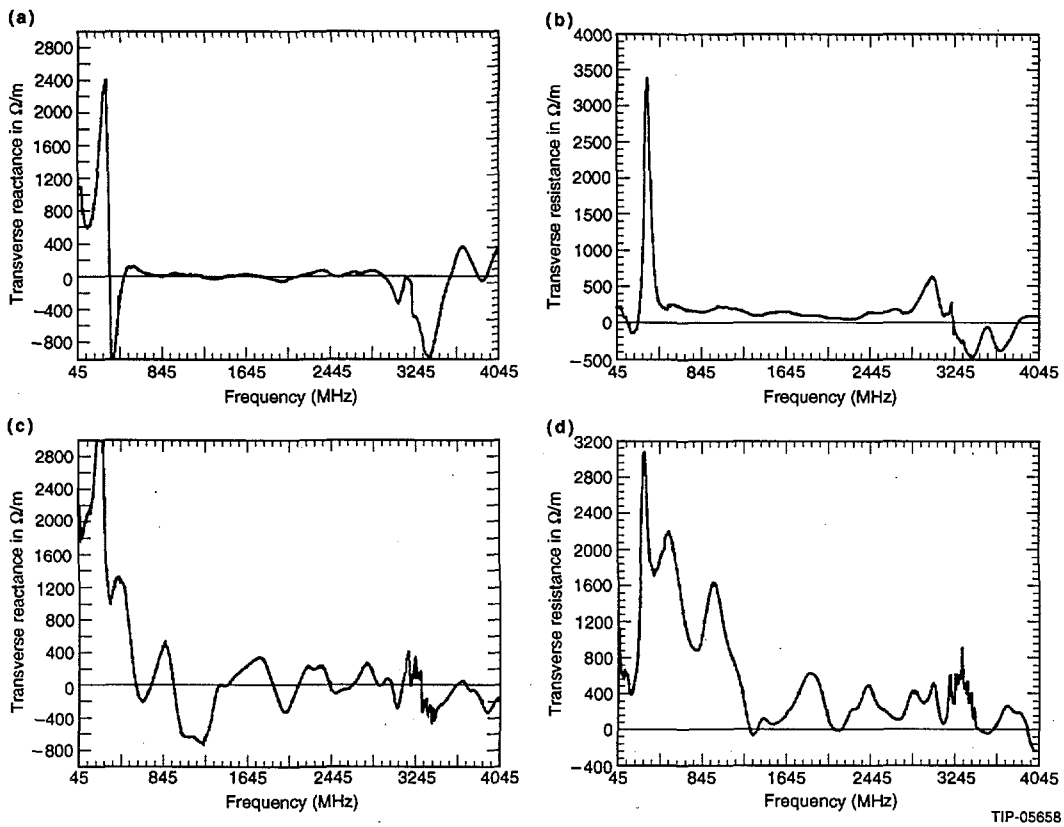 (a)
Transverse reactance in Ω/m
2800
2400
2000
1600
1200
800
400
0
−400
−800
45 845 1645 2445 3245 4045
Frequency (MHz)
(b)
Transverse resistance in Ω/m
4000
3500
3000
2500
2000
1500
1000
500
0
−500
45 845 1645 2445 3245 4045
Frequency (MHz)
(c)
Transverse reactance in Ω/m
2800
2400
2000
1600
1200
800
400
0
−400
−800
45 845 1645 2445 3245 4045
Frequency (MHz)
(d)
Transverse resistance in Ω/m
3200
2800
2400
2000
1600
1200
800
400
0
−400
45 845 1645 2445 3245 4045
Frequency (MHz)
TIP-05658